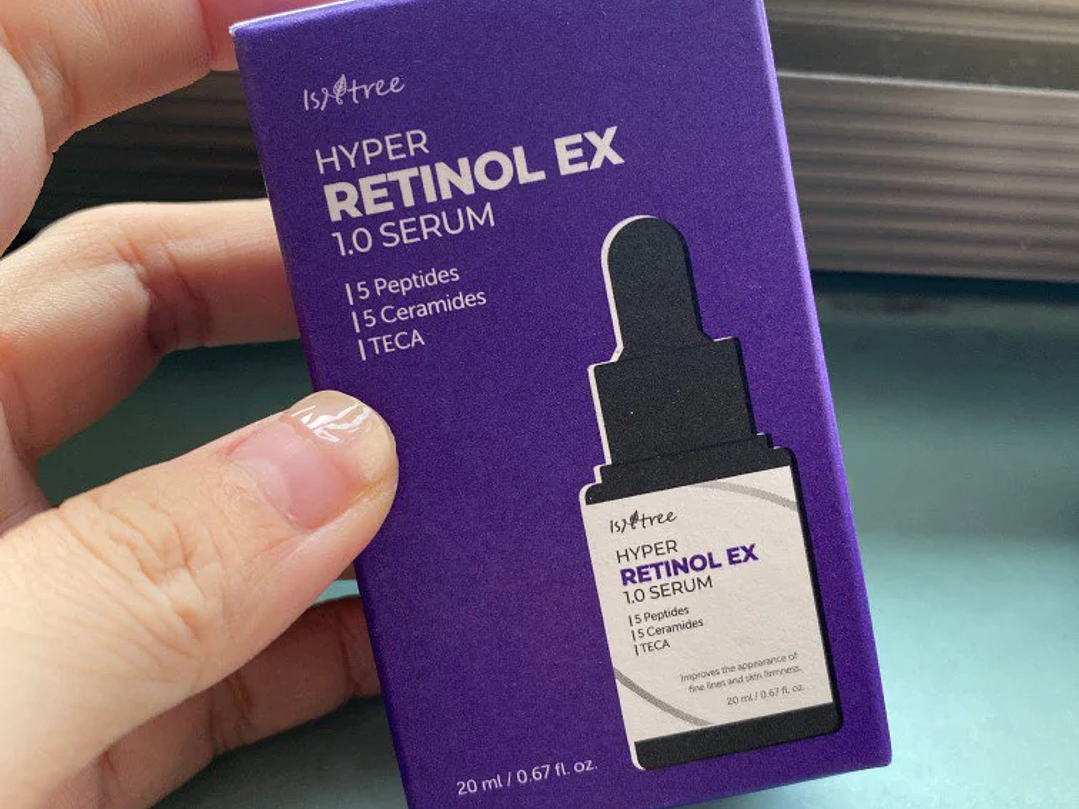 Isntree
HYPER
RETINOL EX
1.0 SERUM
5 Peptides
5 Ceramides
TECA
Isntree
HYPER
RETINOL EX
1.0 SERUM
5 Peptides
5 Ceramides
TECA
Improves the appearance of
fine lines and skin firmness.
20 ml / 0.67 fl. oz.
20 ml / 0.67 fl. oz.